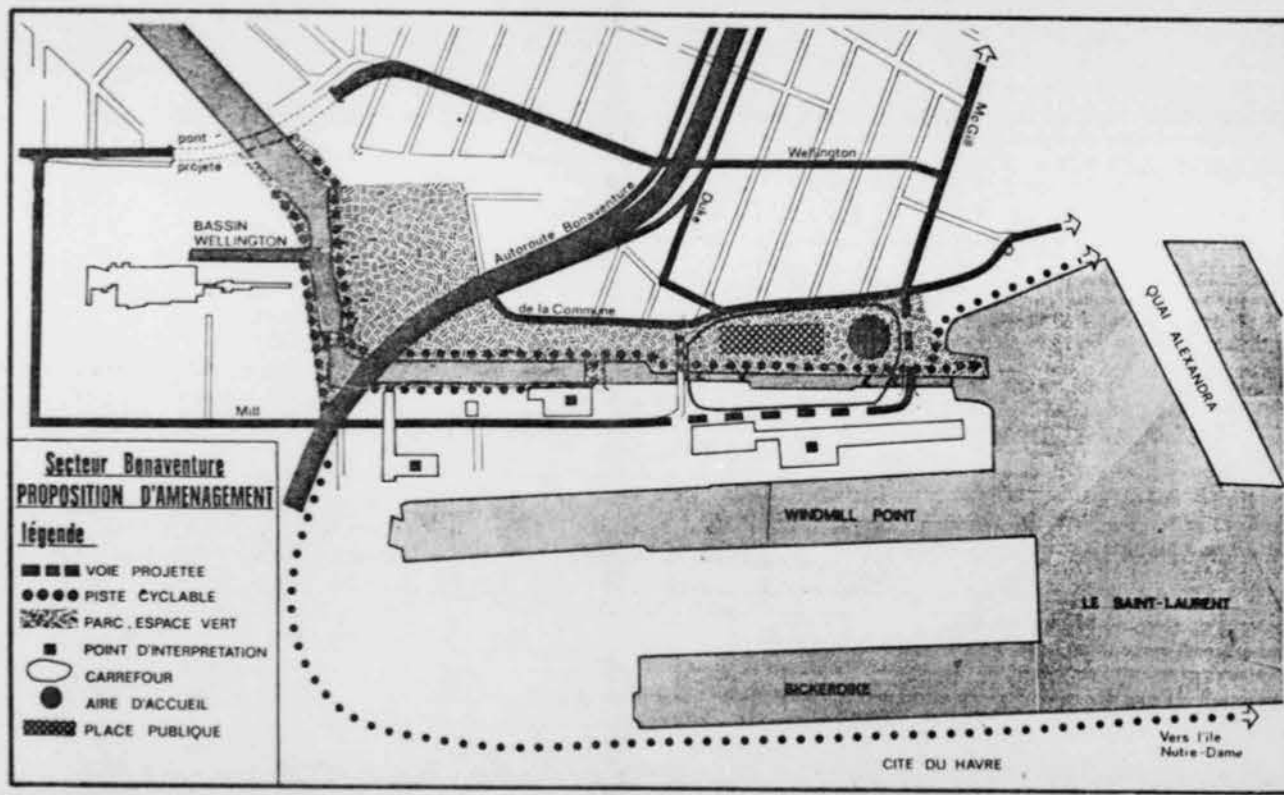 McGill
pont
projeté
Wellington
BASSIN
WELLINGTON
Autoroute Bonaventure
Duke
de la Commune
QUAI ALEXANDRA
Mill
Secteur Bonaventure
PROPOSITION D'AMENAGEMENT
légende
VOIE PROJETEE
PISTE CYCLABLE
PARC, ESPACE VERT
POINT D'INTERPRETATION
CARREFOUR
AIRE D'ACCUEIL
PLACE PUBLIQUE
WINDMILL POINT
LE SAINT-LAURENT
BICKERDIKE
Vers l'île
Notre-Dame
CITE DU HAVRE